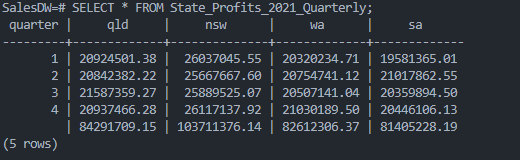 SalesDW=# SELECT * FROM State_Profits_2021_Quarterly;
quarter | qld | nsw | wa | sa
---------+-------------+--------------+-------------+-------------
1 | 20924501.38 | 26037045.55 | 20320234.71 | 19581365.01
2 | 20842382.22 | 25667667.60 | 20754741.12 | 21017862.55
3 | 21587359.27 | 25889525.07 | 20507141.04 | 20359894.50
4 | 20937466.28 | 26117137.92 | 21030189.50 | 20446106.13
| 84291709.15 | 103711376.14 | 82612306.37 | 81405228.19
(5 rows)